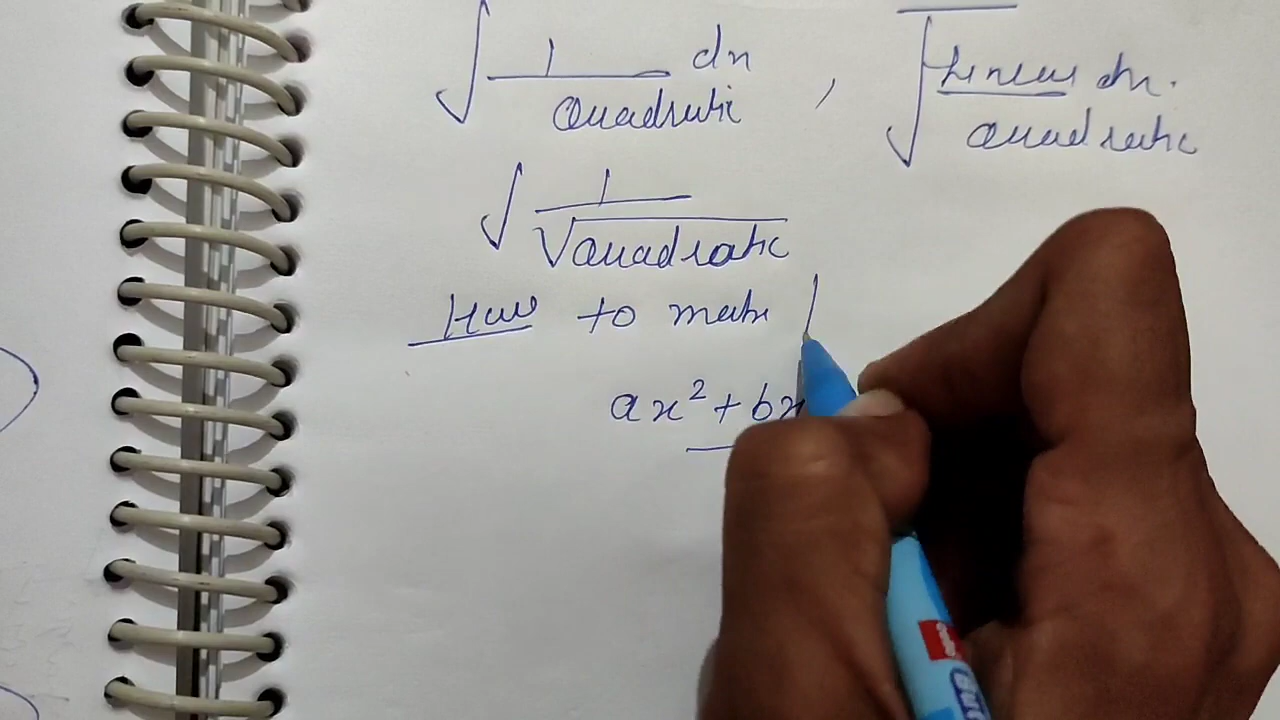 ∫ 1 / Quadratic dx , ∫ Linear / Quadratic dx.
∫ 1 / √Quadratic
How to make
ax² + bx